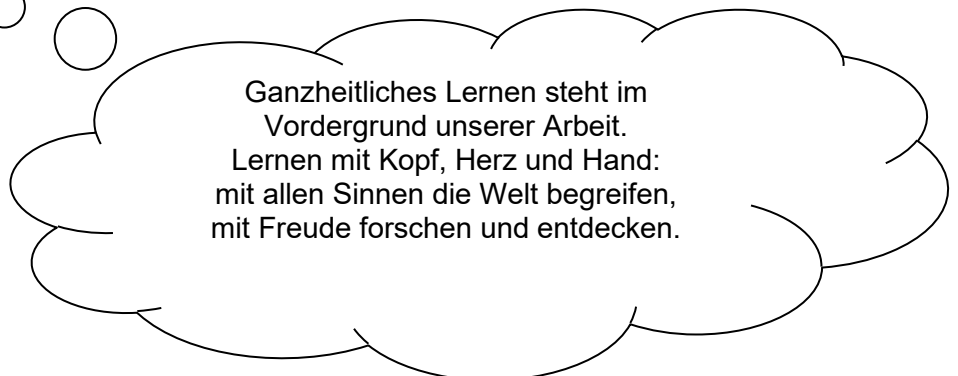 Ganzheitliches Lernen steht im
Vordergrund unserer Arbeit.
Lernen mit Kopf, Herz und Hand:
mit allen Sinnen die Welt begreifen,
mit Freude forschen und entdecken.